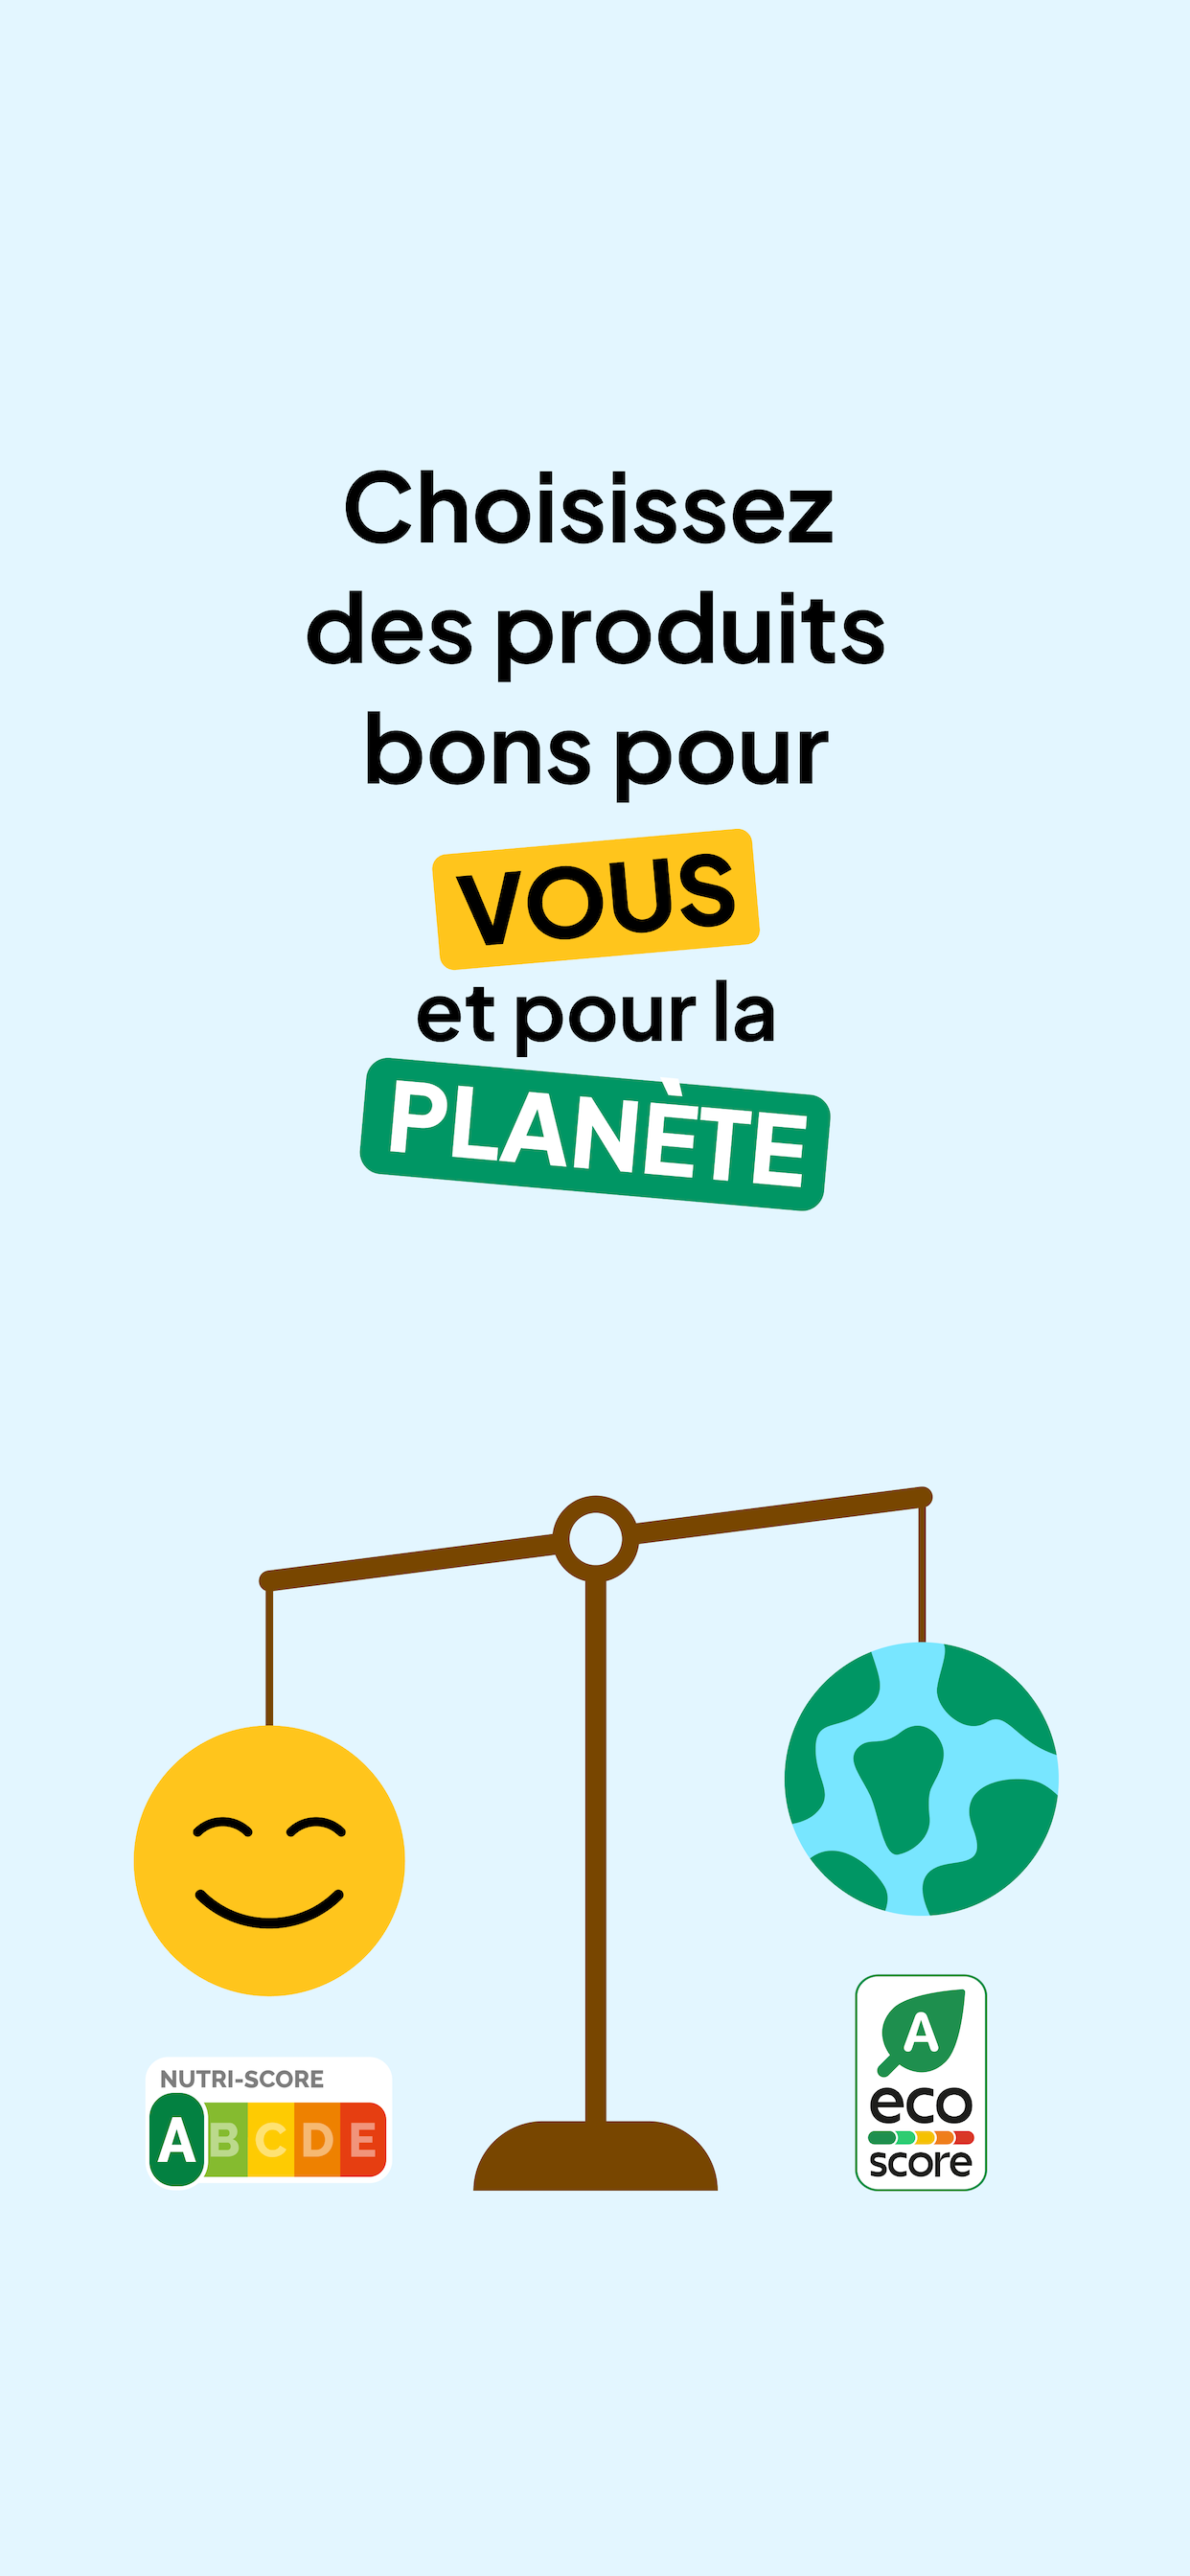 Choisissez
des produits
bons pour
VOUS
et pour la
PLANÈTE
NUTRI-SCORE
A B C D E
A
eco
score